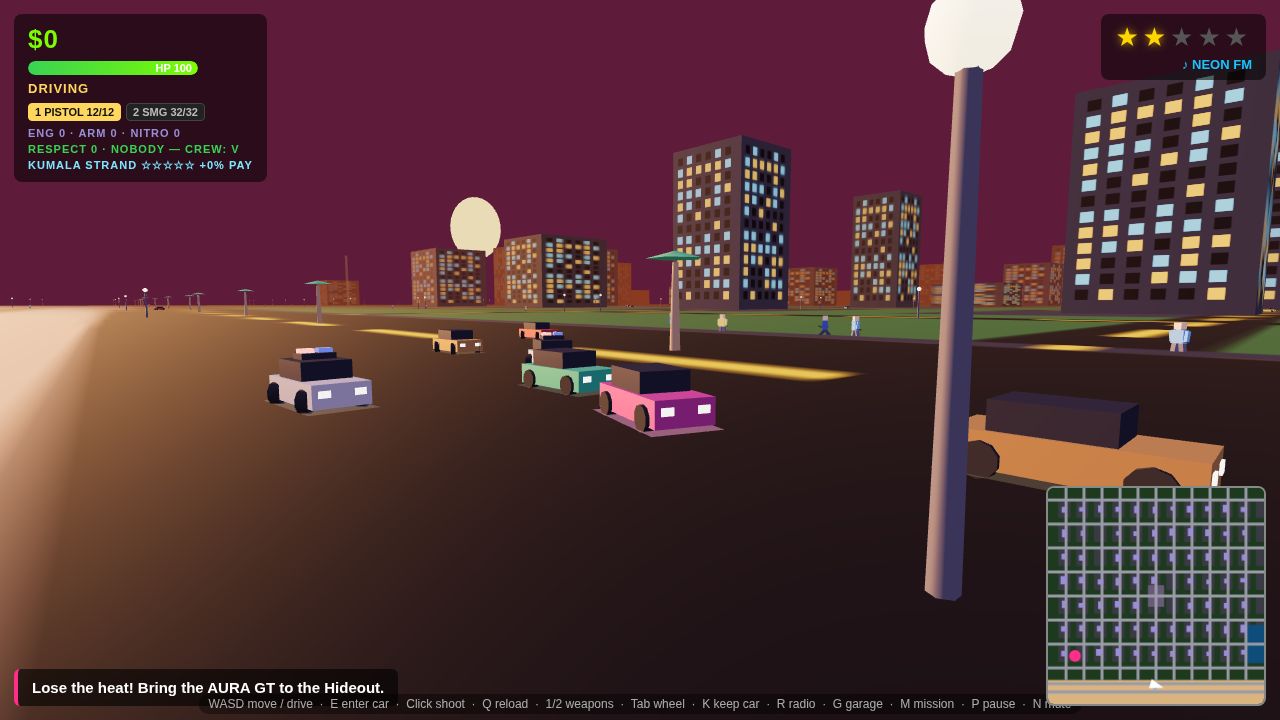 $0
HP 100
DRIVING
1 PISTOL 12/12 2 SMG 32/32
ENG 0 · ARM 0 · NITRO 0
RESPECT 0 · NOBODY — CREW: V
KUMALA STRAND ☆☆☆☆☆ +0% PAY
★★★★★
♪ NEON FM
Lose the heat! Bring the AURA GT to the Hideout.
WASD move / drive · E enter car · Click shoot · Q reload · 1/2 weapons · Tab wheel · K keep car · R radio · G garage · M mission · P pause · N mute